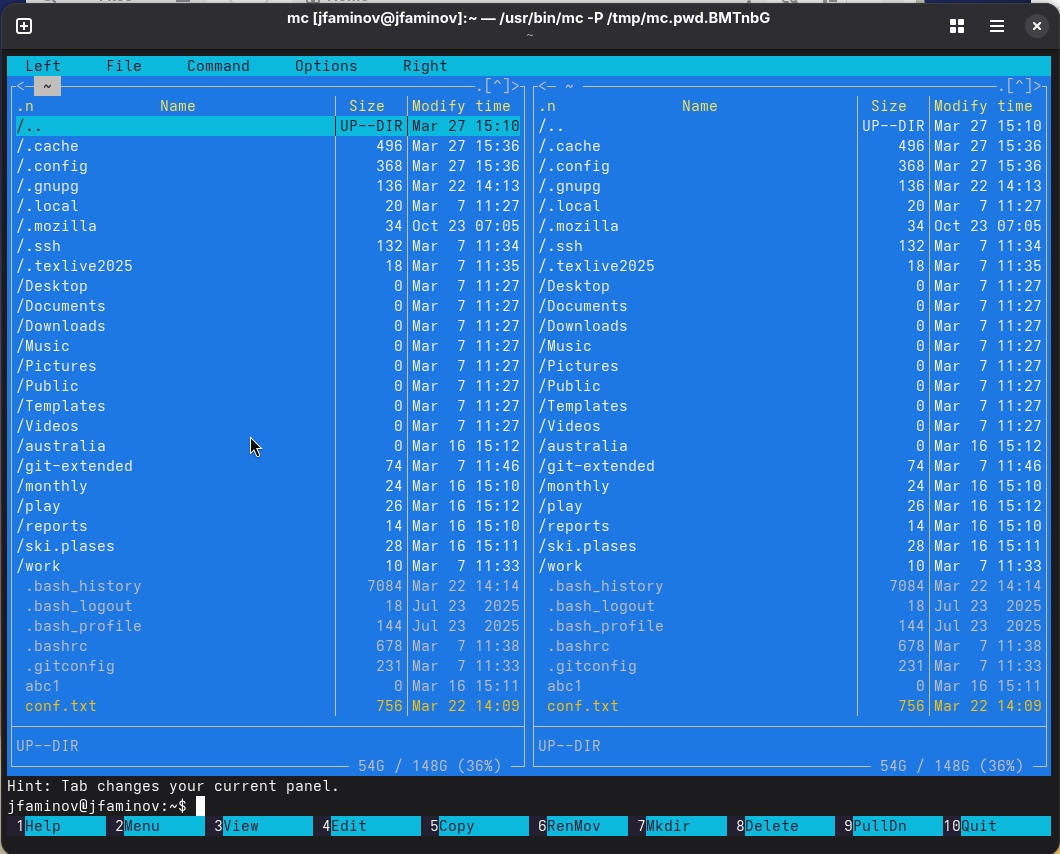 mc [jfaminov@jfaminov]:~ — /usr/bin/mc -P /tmp/mc.pwd.BMTnbG
~
Left File Command Options Right
<— ~ .[^]> <— ~ .[^]>
.n Name Size Modify time .n Name Size Modify time
/.. UP--DIR Mar 27 15:10 /.. UP--DIR Mar 27 15:10
/.cache 496 Mar 27 15:36 /.cache 496 Mar 27 15:36
/.config 368 Mar 27 15:36 /.config 368 Mar 27 15:36
/.gnupg 136 Mar 22 14:13 /.gnupg 136 Mar 22 14:13
/.local 20 Mar 7 11:27 /.local 20 Mar 7 11:27
/.mozilla 34 Oct 23 07:05 /.mozilla 34 Oct 23 07:05
/.ssh 132 Mar 7 11:34 /.ssh 132 Mar 7 11:34
/.texlive2025 18 Mar 7 11:35 /.texlive2025 18 Mar 7 11:35
/Desktop 0 Mar 7 11:27 /Desktop 0 Mar 7 11:27
/Documents 0 Mar 7 11:27 /Documents 0 Mar 7 11:27
/Downloads 0 Mar 7 11:27 /Downloads 0 Mar 7 11:27
/Music 0 Mar 7 11:27 /Music 0 Mar 7 11:27
/Pictures 0 Mar 7 11:27 /Pictures 0 Mar 7 11:27
/Public 0 Mar 7 11:27 /Public 0 Mar 7 11:27
/Templates 0 Mar 7 11:27 /Templates 0 Mar 7 11:27
/Videos 0 Mar 7 11:27 /Videos 0 Mar 7 11:27
/australia 0 Mar 16 15:12 /australia 0 Mar 16 15:12
/git-extended 74 Mar 7 11:46 /git-extended 74 Mar 7 11:46
/monthly 24 Mar 16 15:10 /monthly 24 Mar 16 15:10
/play 26 Mar 16 15:12 /play 26 Mar 16 15:12
/reports 14 Mar 16 15:10 /reports 14 Mar 16 15:10
/ski.plases 28 Mar 16 15:11 /ski.plases 28 Mar 16 15:11
/work 10 Mar 7 11:33 /work 10 Mar 7 11:33
.bash_history 7084 Mar 22 14:14 .bash_history 7084 Mar 22 14:14
.bash_logout 18 Jul 23 2025 .bash_logout 18 Jul 23 2025
.bash_profile 144 Jul 23 2025 .bash_profile 144 Jul 23 2025
.bashrc 678 Mar 7 11:38 .bashrc 678 Mar 7 11:38
.gitconfig 231 Mar 7 11:33 .gitconfig 231 Mar 7 11:33
abc1 0 Mar 16 15:11 abc1 0 Mar 16 15:11
conf.txt 756 Mar 22 14:09 conf.txt 756 Mar 22 14:09
UP--DIR UP--DIR
54G / 148G (36%) 54G / 148G (36%)
Hint: Tab changes your current panel.
jfaminov@jfaminov:~$
1Help 2Menu 3View 4Edit 5Copy 6RenMov 7Mkdir 8Delete 9PullDn 10Quit